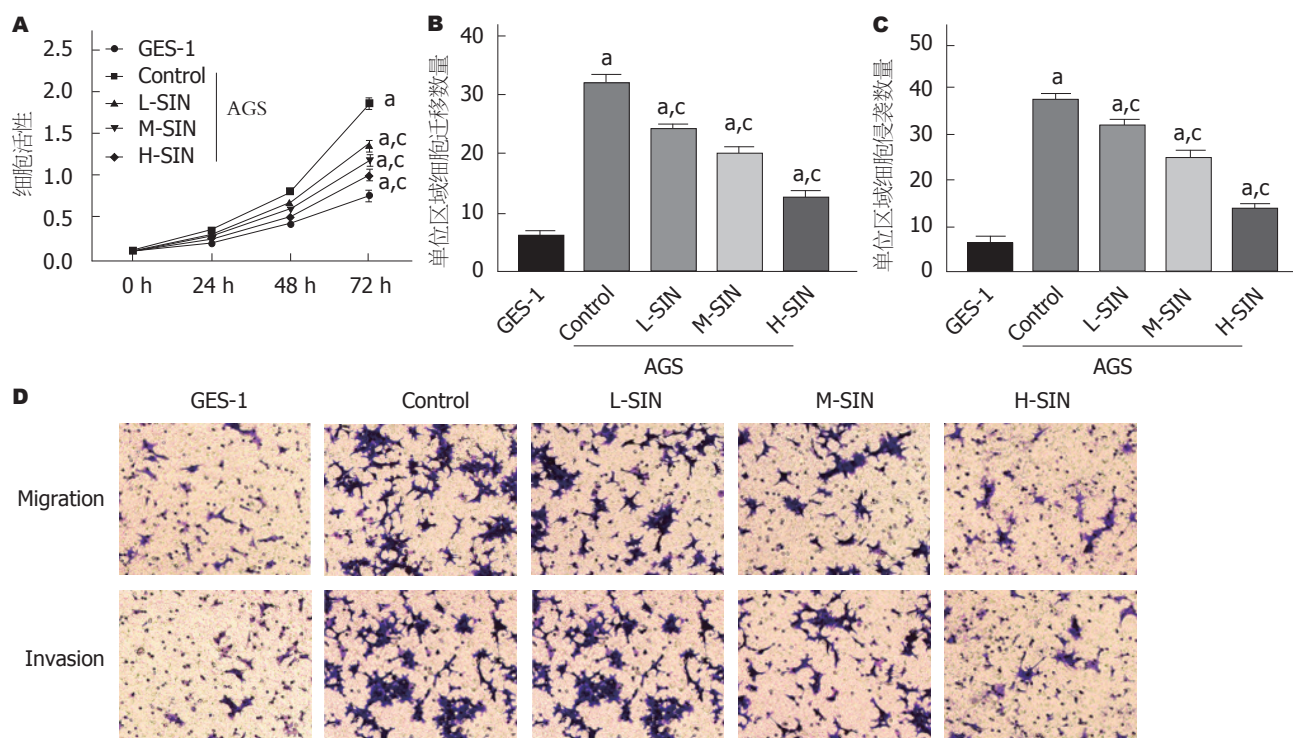 A
细胞活性
2.5
2.0
1.5
1.0
0.5
0.0
0 h 24 h 48 h 72 h
GES-1
Control
L-SIN
M-SIN
H-SIN
AGS
a
a,c
a,c
a,c
B
单位区域细胞迁移数量
40
30
20
10
0
a
a,c
a,c
a,c
GES-1 Control L-SIN M-SIN H-SIN
AGS
C
单位区域细胞侵袭数量
50
40
30
20
10
0
a
a,c
a,c
a,c
GES-1 Control L-SIN M-SIN H-SIN
AGS
D
GES-1 Control L-SIN M-SIN H-SIN
Migration
Invasion